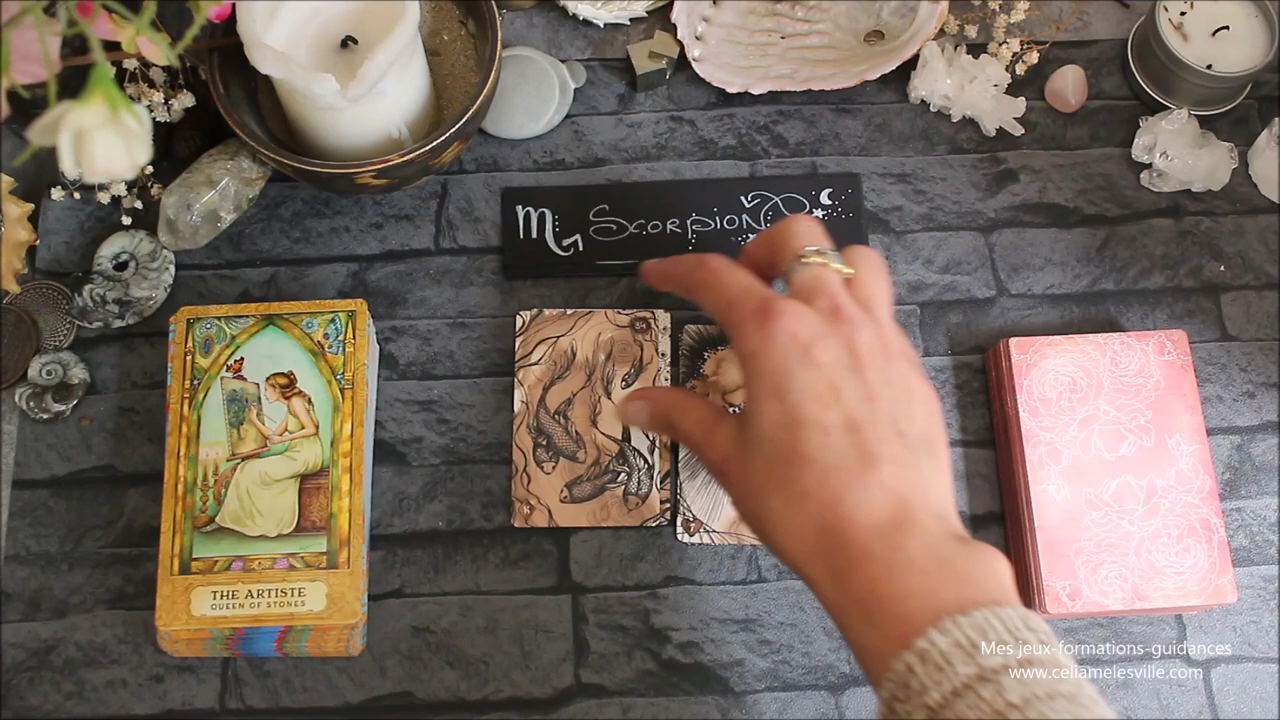 Scorpion
THE ARTISTE
QUEEN OF STONES
Mes jeux-formations-guidances
www.celiamelesville.com